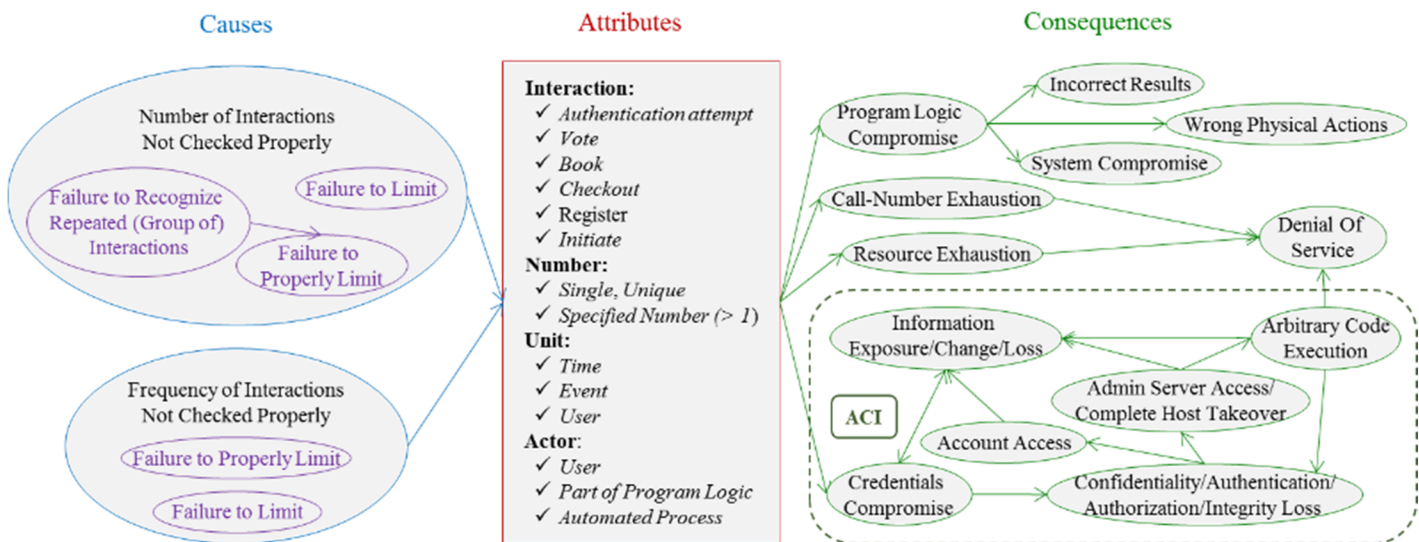 Causes
Attributes
Consequences
Number of Interactions
Not Checked Properly
Failure to Limit
Failure to Recognize
Repeated (Group of)
Interactions
Failure to
Properly Limit
Frequency of Interactions
Not Checked Properly
Failure to Properly Limit
Failure to Limit
Interaction:
✓ Authentication attempt
✓ Vote
✓ Book
✓ Checkout
✓ Register
✓ Initiate
Number:
✓ Single, Unique
✓ Specified Number (> 1)
Unit:
✓ Time
✓ Event
✓ User
Actor:
✓ User
✓ Part of Program Logic
✓ Automated Process
Program Logic
Compromise
Incorrect Results
Wrong Physical Actions
System Compromise
Call-Number Exhaustion
Resource Exhaustion
Denial Of
Service
Information
Exposure/Change/Loss
Arbitrary Code
Execution
Admin Server Access/
Complete Host Takeover
ACI
Account Access
Credentials
Compromise
Confidentiality/Authentication/
Authorization/Integrity Loss